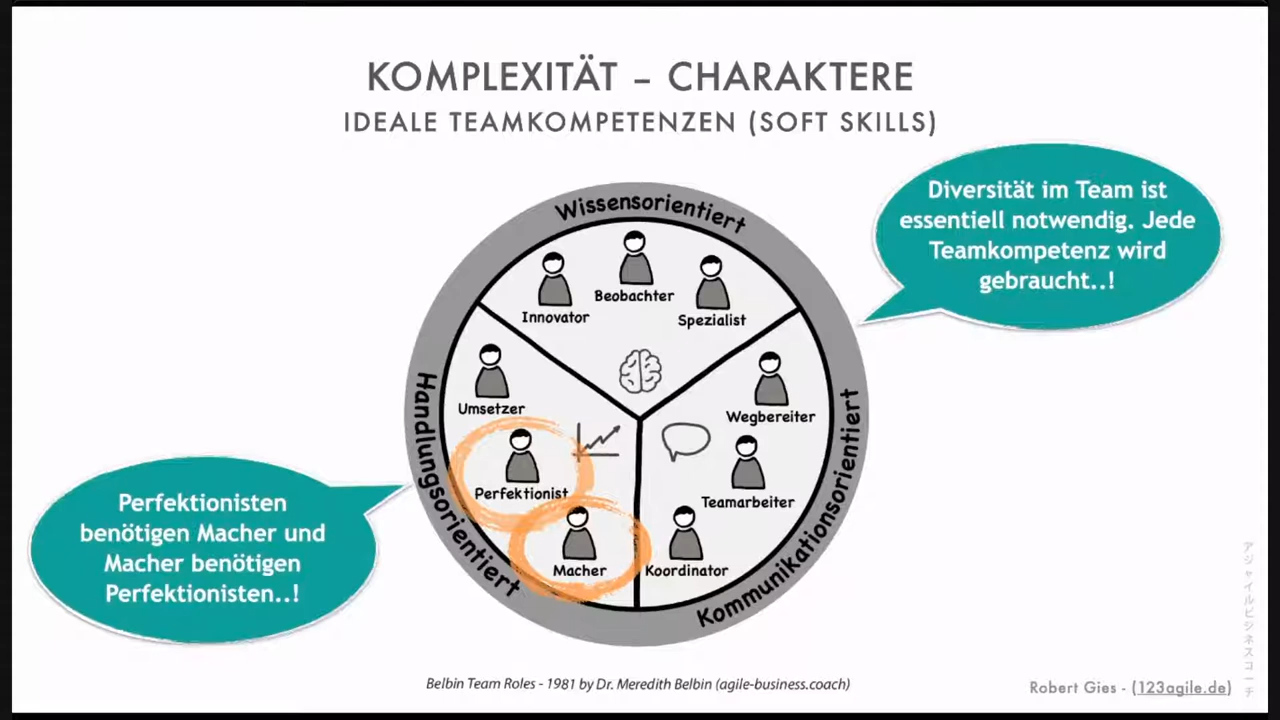 KOMPLEXITÄT – CHARAKTERE
IDEALE TEAMKOMPETENZEN (SOFT SKILLS)
Diversität im Team ist
essentiell notwendig. Jede
Teamkompetenz wird
gebraucht..!
Wissensorientiert
Innovator
Beobachter
Spezialist
Handlungsorientiert
Umsetzer
Perfektionist
Macher
Kommunikationsorientiert
Wegbereiter
Teamarbeiter
Koordinator
Perfektionisten
benötigen Macher und
Macher benötigen
Perfektionisten..!
Belbin Team Roles - 1981 by Dr. Meredith Belbin (agile-business.coach)
Robert Gies - (123agile.de)
アジャイルビジネスコーチ